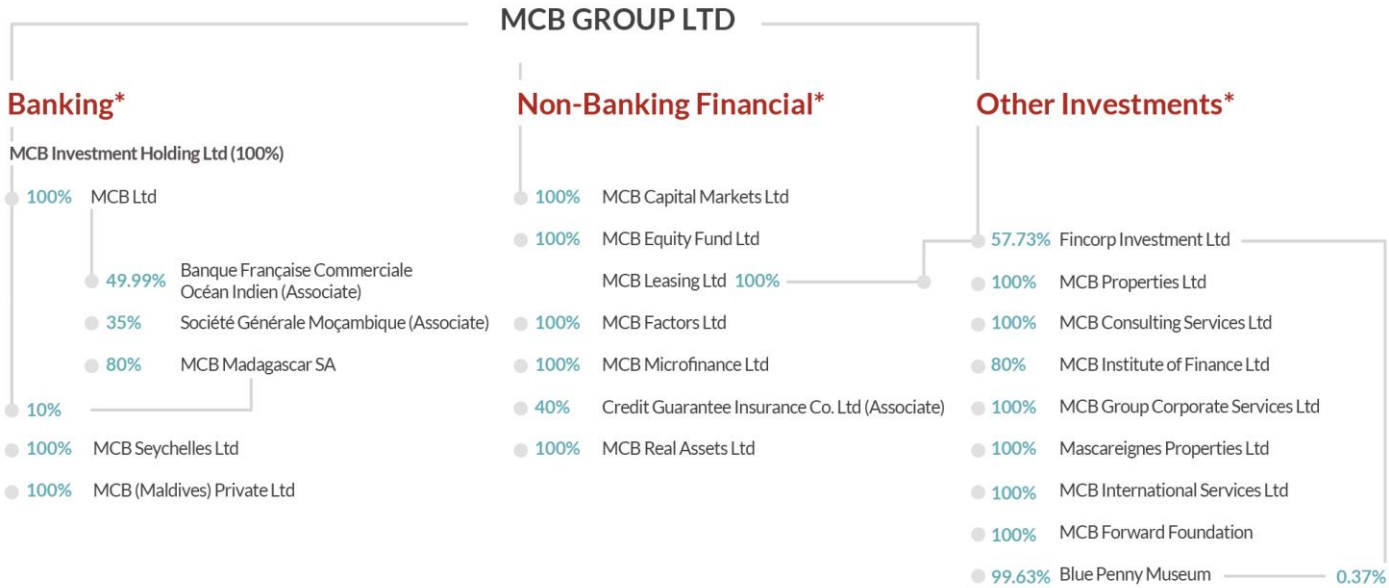 MCB GROUP LTD
Banking*
MCB Investment Holding Ltd (100%)
100% MCB Ltd
49.99% Banque Française Commerciale
Océan Indien (Associate)
35% Société Générale Moçambique (Associate)
80% MCB Madagascar SA
10%
100% MCB Seychelles Ltd
100% MCB (Maldives) Private Ltd
Non-Banking Financial*
100% MCB Capital Markets Ltd
100% MCB Equity Fund Ltd
MCB Leasing Ltd 100%
100% MCB Factors Ltd
100% MCB Microfinance Ltd
40% Credit Guarantee Insurance Co. Ltd (Associate)
100% MCB Real Assets Ltd
Other Investments*
57.73% Fincorp Investment Ltd
100% MCB Properties Ltd
100% MCB Consulting Services Ltd
80% MCB Institute of Finance Ltd
100% MCB Group Corporate Services Ltd
100% Mascareignes Properties Ltd
100% MCB International Services Ltd
100% MCB Forward Foundation
99.63% Blue Penny Museum 0.37%